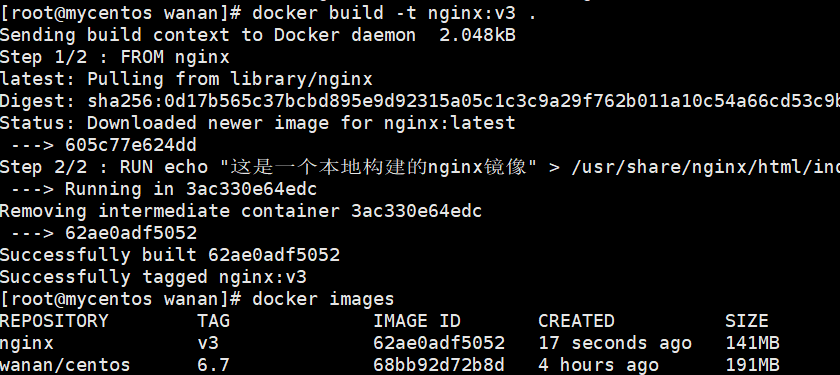 [root@mycentos wanan]# docker build -t nginx:v3 .
Sending build context to Docker daemon  2.048kB
Step 1/2 : FROM nginx
latest: Pulling from library/nginx
Digest: sha256:0d17b565c37bcbd895e9d92315a05c1c3c9a29f762b011a10c54a66cd53c9b
Status: Downloaded newer image for nginx:latest
 ---> 605c77e624dd
Step 2/2 : RUN echo "这是一个本地构建的nginx镜像" > /usr/share/nginx/html/ind
 ---> Running in 3ac330e64edc
Removing intermediate container 3ac330e64edc
 ---> 62ae0adf5052
Successfully built 62ae0adf5052
Successfully tagged nginx:v3
[root@mycentos wanan]# docker images
REPOSITORY TAG IMAGE ID CREATED SIZE
nginx v3 62ae0adf5052 17 seconds ago 141MB
wanan/centos 6.7 68bb92d72b8d 4 hours ago 191MB